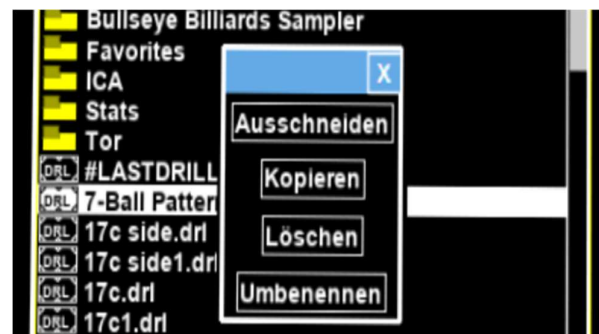 Bullseye Billiards Sampler
Favorites
ICA
Stats
Tor
DRL #LASTDRILL
DRL 7-Ball Patter
DRL 17c side.drl
DRL 17c side1.drl
DRL 17c.drl
DRL 17c1.drl
X
Ausschneiden
Kopieren
Löschen
Umbenennen